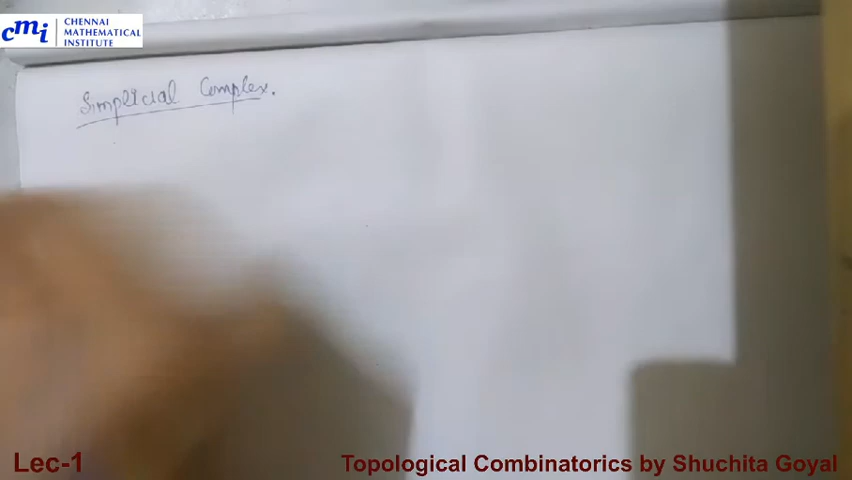 cmi
CHENNAI
MATHEMATICAL
INSTITUTE
Simplicial Complex.
Lec-1
Topological Combinatorics by Shuchita Goyal